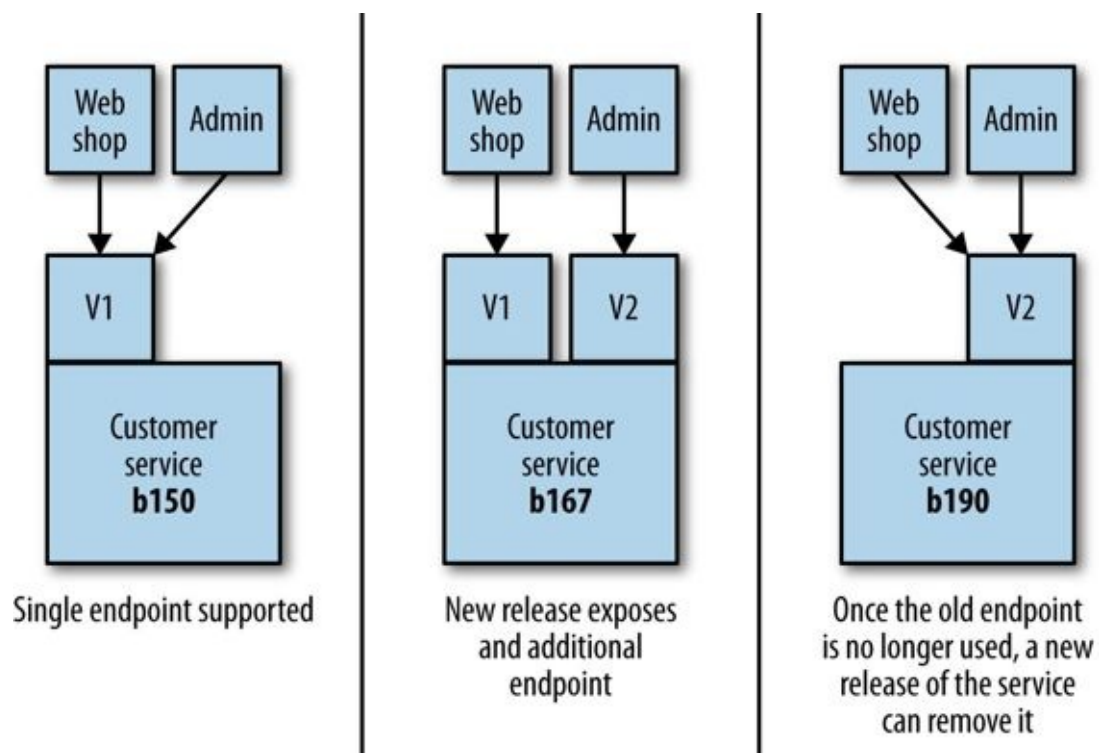 Web
shop
Admin
V1
Customer
service
b150
Single endpoint supported
Web
shop
Admin
V1
V2
Customer
service
b167
New release exposes
and additional
endpoint
Web
shop
Admin
V2
Customer
service
b190
Once the old endpoint
is no longer used, a new
release of the service
can remove it